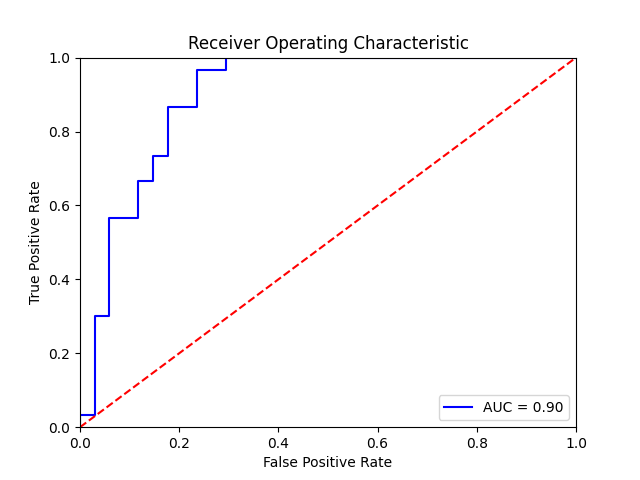 Receiver Operating Characteristic
True Positive Rate
1.0
0.8
0.6
0.4
0.2
0.0
0.0 0.2 0.4 0.6 0.8 1.0
False Positive Rate
AUC = 0.90